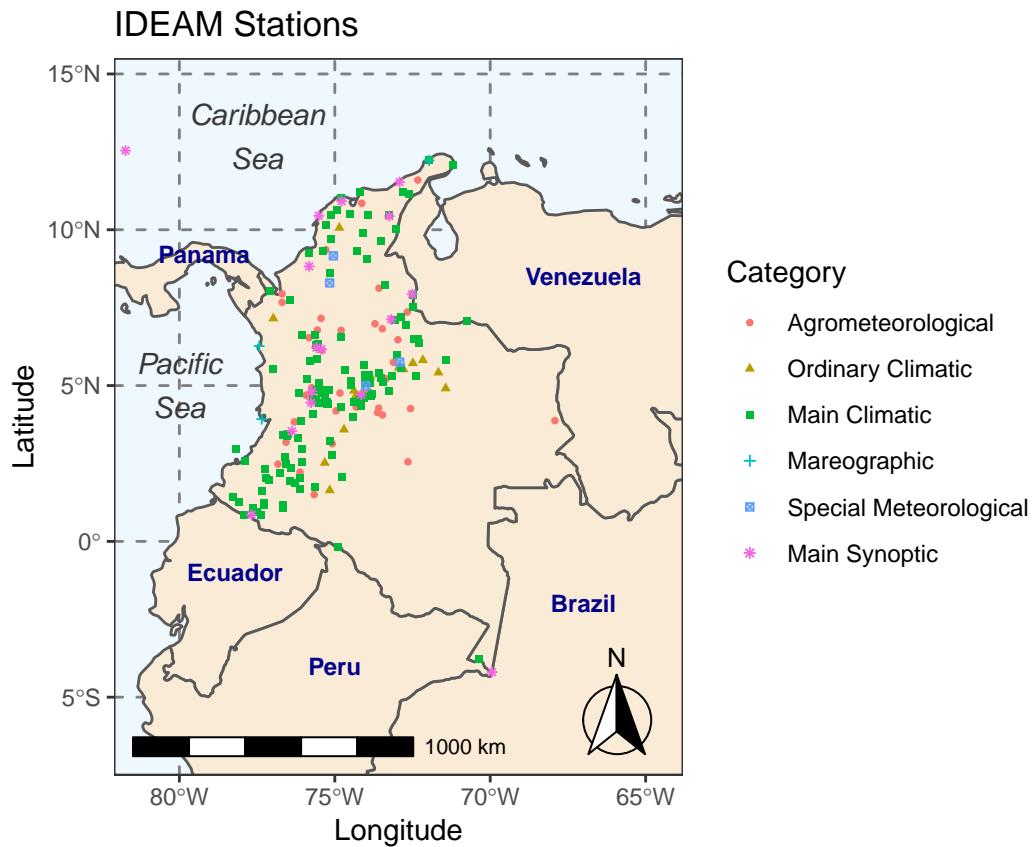 IDEAM Stations
15°N
10°N
5°N
0°
5°S
Latitude
Caribbean
Sea
Panama
Venezuela
Pacific
Sea
Ecuador
Brazil
Peru
N
1000 km
80°W
75°W
70°W
65°W
Longitude
Category
Agrometeorological
Ordinary Climatic
Main Climatic
Mareographic
Special Meteorological
Main Synoptic